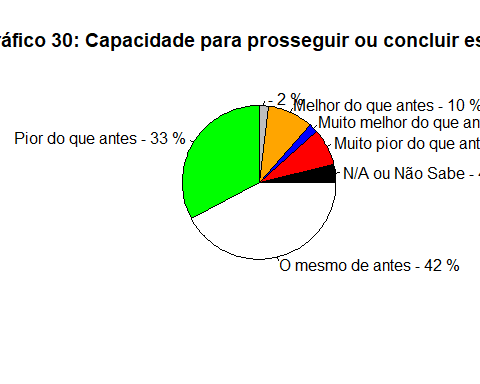 ráfico 30: Capacidade para prosseguir ou concluir es
- 2 %
Melhor do que antes - 10 %
Muito melhor do que an
Pior do que antes - 33 %
Muito pior do que ant
N/A ou Não Sabe - 4
O mesmo de antes - 42 %